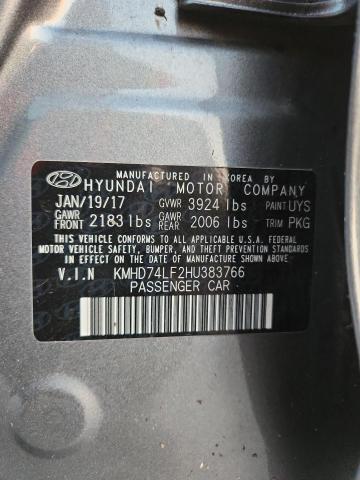 MANUFACTURED IN KOREA BY
HYUNDAI MOTOR COMPANY
JAN/19/17 GVWR 3924 lbs PAINT UYS
GAWR FRONT 2183 lbs GAWR REAR 2006 lbs TRIM PKG
THIS VEHICLE CONFORMS TO ALL APPLICABLE U.S.A. FEDERAL
MOTOR VEHICLE SAFETY, BUMPER, AND THEFT PREVENTION
STANDARDS IN EFFECT ON THE DATE OF MANUFACTURE SHOWN ABOVE.
V.I.N KMHD74LF2HU383766
PASSENGER CAR